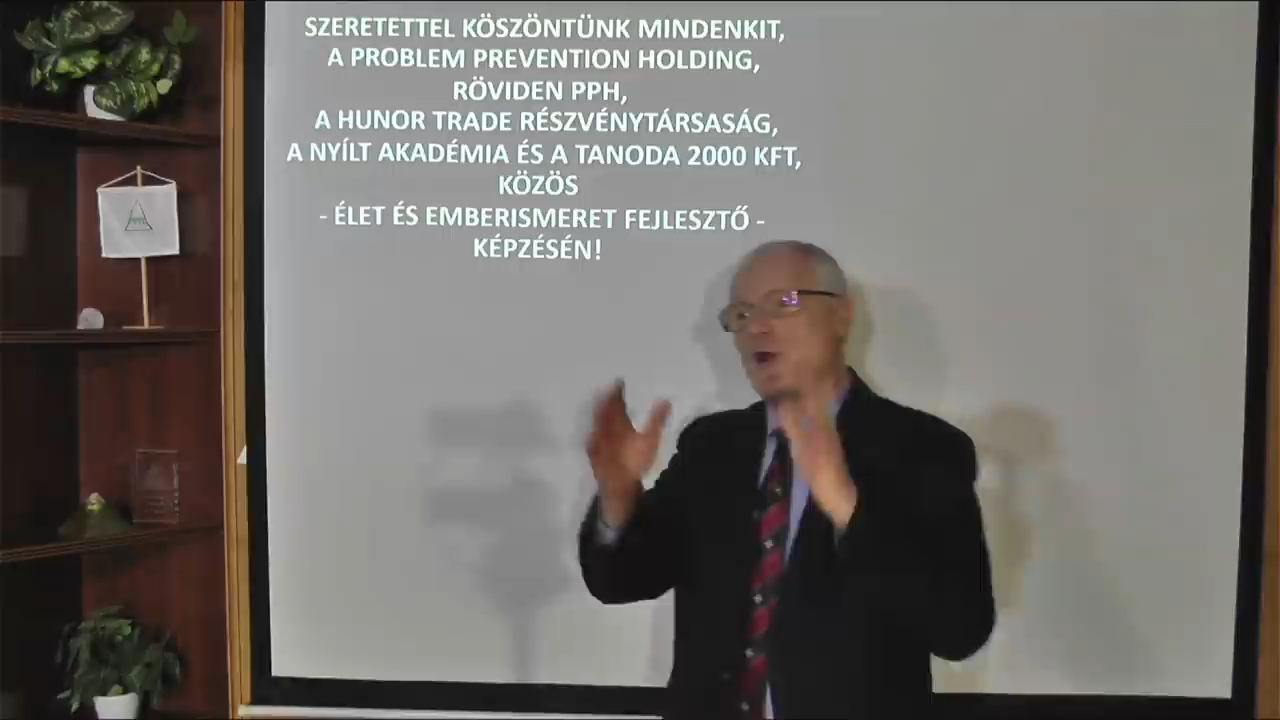 SZERETETTEL KÖSZÖNTÜNK MINDENKIT,
A PROBLEM PREVENTION HOLDING,
RÖVIDEN PPH,
A HUNOR TRADE RÉSZVÉNYTÁRSASÁG,
A NYÍLT AKADÉMIA ÉS A TANODA 2000 KFT,
KÖZÖS
- ÉLET ÉS EMBERISMERET FEJLESZTŐ -
KÉPZÉSÉN!